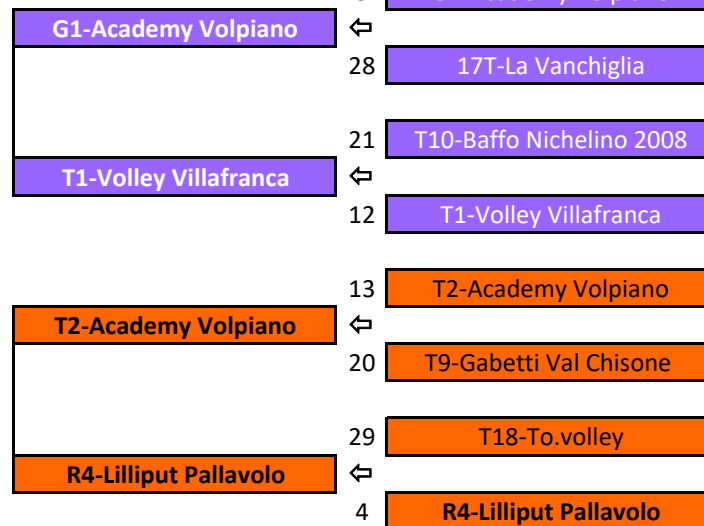 G1-Academy Volpiano ⇦
28 17T-La Vanchiglia
21 T10-Baffo Nichelino 2008
T1-Volley Villafranca ⇦
12 T1-Volley Villafranca
13 T2-Academy Volpiano
T2-Academy Volpiano ⇦
20 T9-Gabetti Val Chisone
29 T18-To.volley
R4-Lilliput Pallavolo ⇦
4 R4-Lilliput Pallavolo